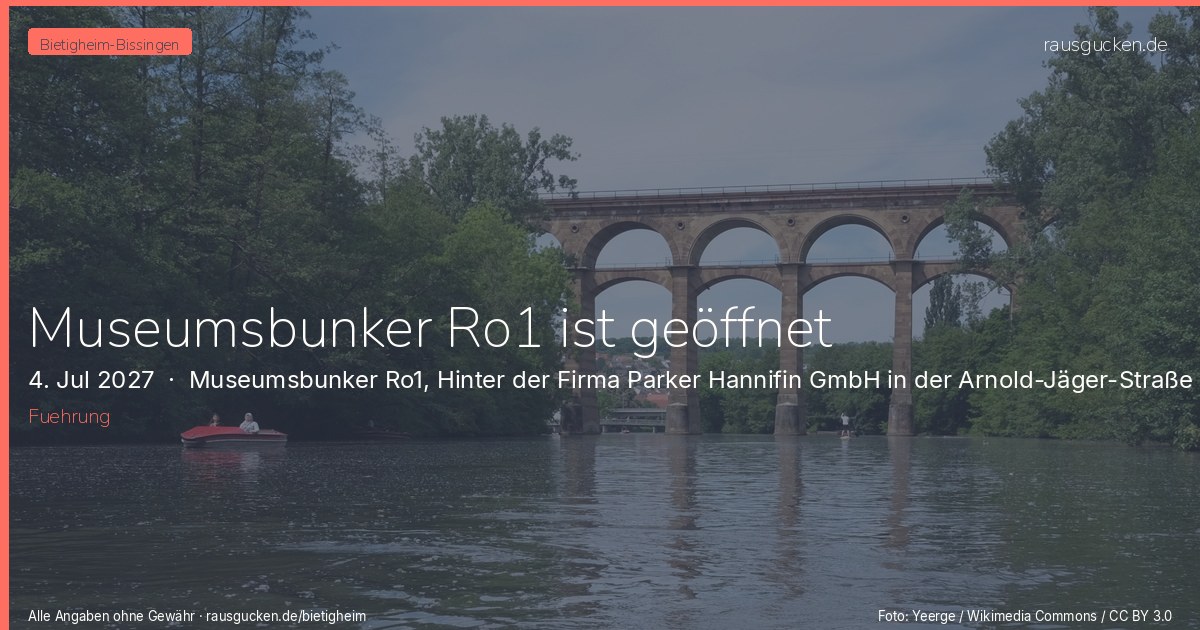 Bietigheim-Bissingen
rausgucken.de
Museumsbunker Ro1 ist geöffnet
4. Jul 2027 · Museumsbunker Ro1, Hinter der Firma Parker Hannifin GmbH in der Arnold-Jäger-Straße
Fuehrung
Alle Angaben ohne Gewähr · rausgucken.de/bietigheim
Foto: Yeerge / Wikimedia Commons / CC BY 3.0